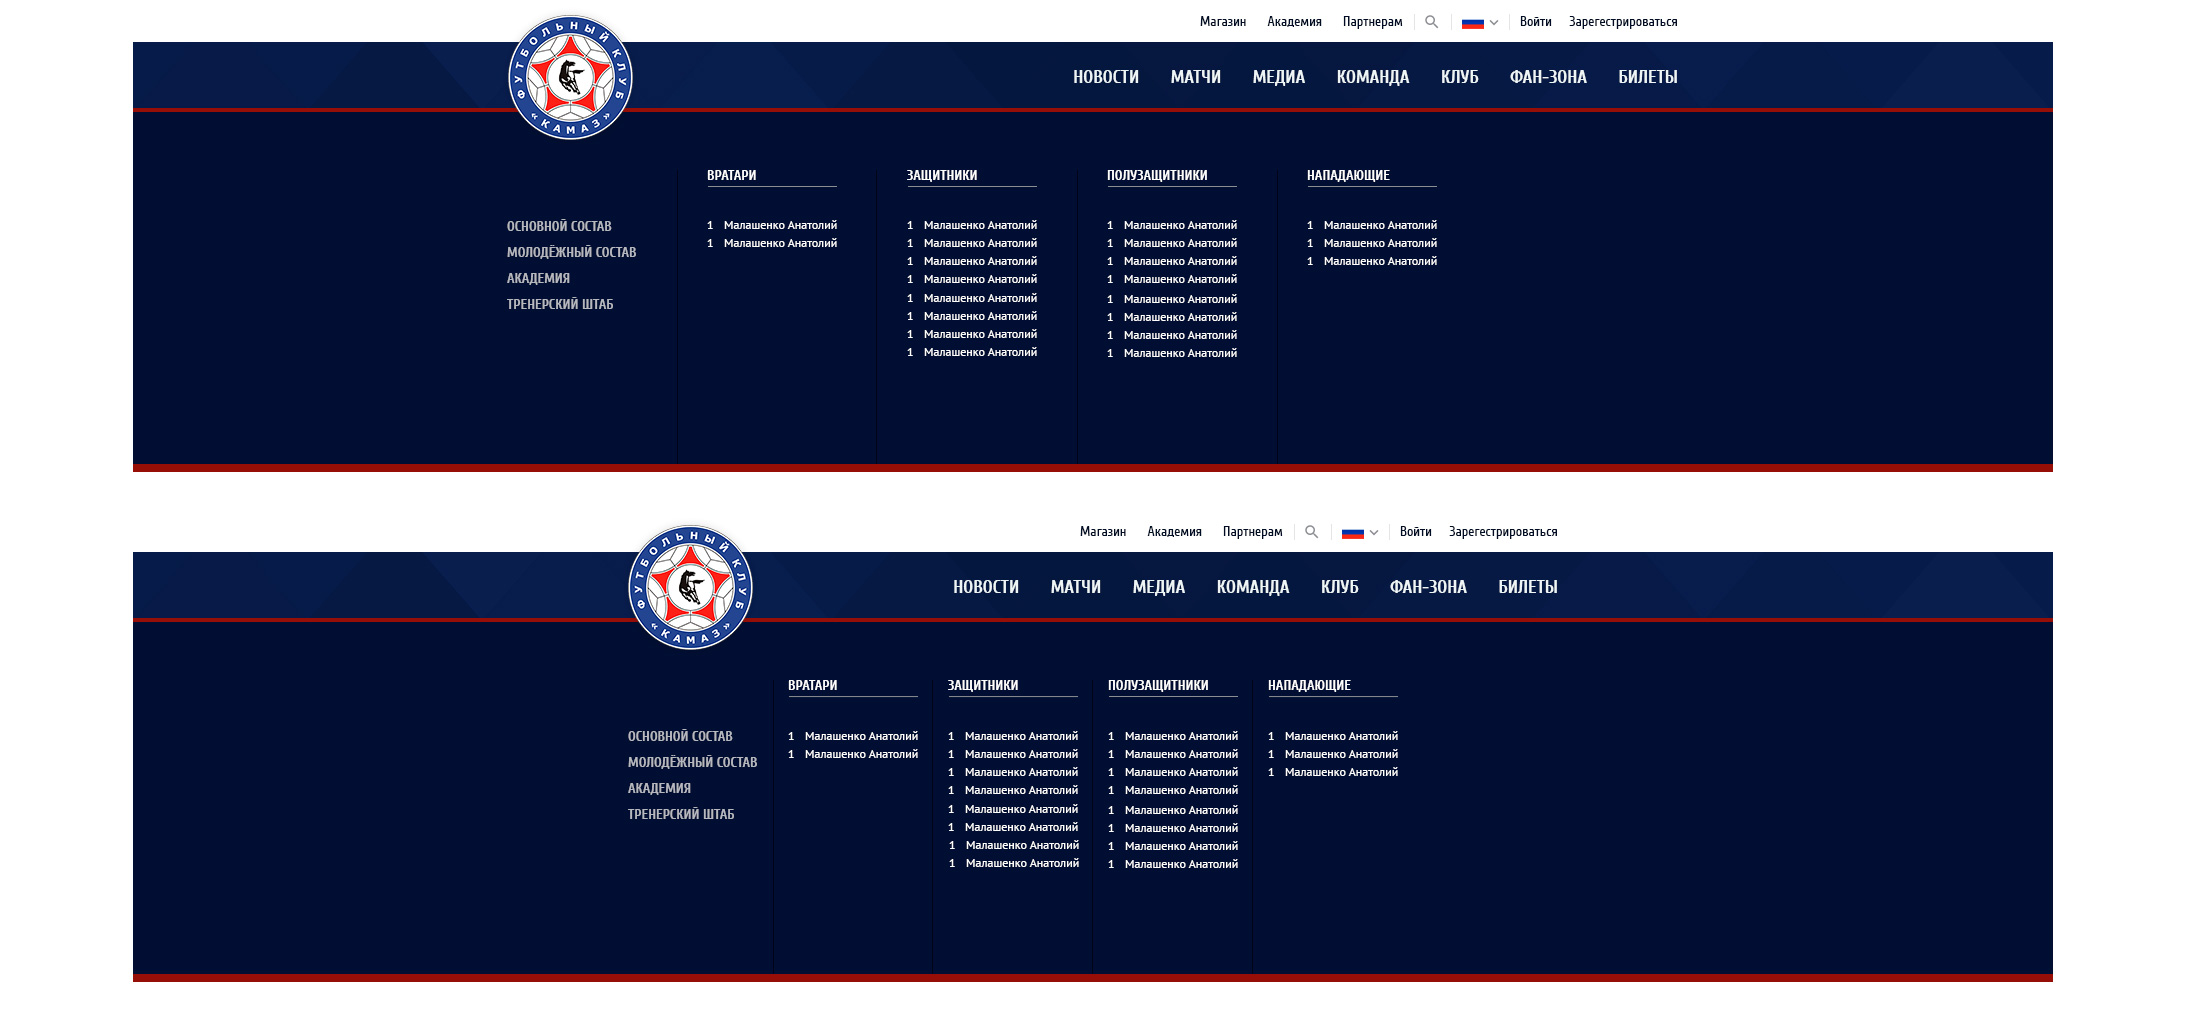 Магазин Академия Партнерам Войти Зарегестрироваться
ФУТБОЛЬНЫЙ КЛУБ «КАМАЗ»
НОВОСТИ МАТЧИ МЕДИА КОМАНДА КЛУБ ФАН-ЗОНА БИЛЕТЫ
ОСНОВНОЙ СОСТАВ
МОЛОДЁЖНЫЙ СОСТАВ
АКАДЕМИЯ
ТРЕНЕРСКИЙ ШТАБ
ВРАТАРИ
1 Малашенко Анатолий
1 Малашенко Анатолий
ЗАЩИТНИКИ
1 Малашенко Анатолий
1 Малашенко Анатолий
1 Малашенко Анатолий
1 Малашенко Анатолий
1 Малашенко Анатолий
1 Малашенко Анатолий
1 Малашенко Анатолий
1 Малашенко Анатолий
ПОЛУЗАЩИТНИКИ
1 Малашенко Анатолий
1 Малашенко Анатолий
1 Малашенко Анатолий
1 Малашенко Анатолий
1 Малашенко Анатолий
1 Малашенко Анатолий
1 Малашенко Анатолий
1 Малашенко Анатолий
НАПАДАЮЩИЕ
1 Малашенко Анатолий
1 Малашенко Анатолий
1 Малашенко Анатолий
Магазин Академия Партнерам Войти Зарегестрироваться
ФУТБОЛЬНЫЙ КЛУБ «КАМАЗ»
НОВОСТИ МАТЧИ МЕДИА КОМАНДА КЛУБ ФАН-ЗОНА БИЛЕТЫ
ОСНОВНОЙ СОСТАВ
МОЛОДЁЖНЫЙ СОСТАВ
АКАДЕМИЯ
ТРЕНЕРСКИЙ ШТАБ
ВРАТАРИ
1 Малашенко Анатолий
1 Малашенко Анатолий
ЗАЩИТНИКИ
1 Малашенко Анатолий
1 Малашенко Анатолий
1 Малашенко Анатолий
1 Малашенко Анатолий
1 Малашенко Анатолий
1 Малашенко Анатолий
1 Малашенко Анатолий
1 Малашенко Анатолий
ПОЛУЗАЩИТНИКИ
1 Малашенко Анатолий
1 Малашенко Анатолий
1 Малашенко Анатолий
1 Малашенко Анатолий
1 Малашенко Анатолий
1 Малашенко Анатолий
1 Малашенко Анатолий
1 Малашенко Анатолий
НАПАДАЮЩИЕ
1 Малашенко Анатолий
1 Малашенко Анатолий
1 Малашенко Анатолий